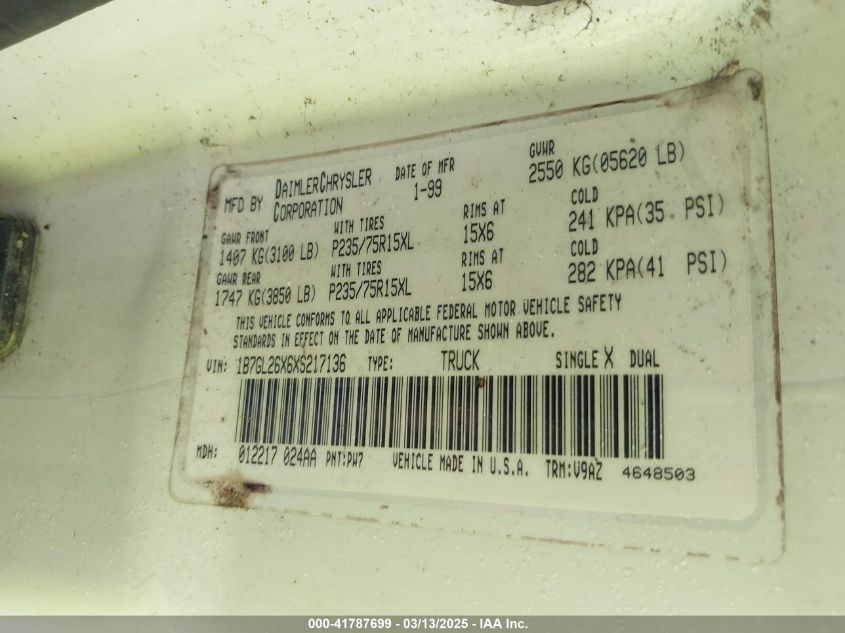 MFD BY DAIMLERCHRYSLER CORPORATION DATE OF MFR 1-99 GVWR 2550 KG(05620 LB)
GAWR FRONT WITH TIRES RIMS AT COLD
1407 KG(3100 LB) P235/75R15XL 15X6 241 KPA(35 PSI)
GAWR REAR WITH TIRES RIMS AT COLD
1747 KG(3850 LB) P235/75R15XL 15X6 282 KPA(41 PSI)
THIS VEHICLE CONFORMS TO ALL APPLICABLE FEDERAL MOTOR VEHICLE SAFETY
STANDARDS IN EFFECT ON THE DATE OF MANUFACTURE SHOWN ABOVE.
VIN: 1B7GL26X6XS217136 TYPE: TRUCK SINGLE X DUAL
MDH: 012217 024AA PNT:PW7 VEHICLE MADE IN U.S.A. TRM:V9AZ 4648503
000-41787699 - 03/13/2025 - IAA Inc.